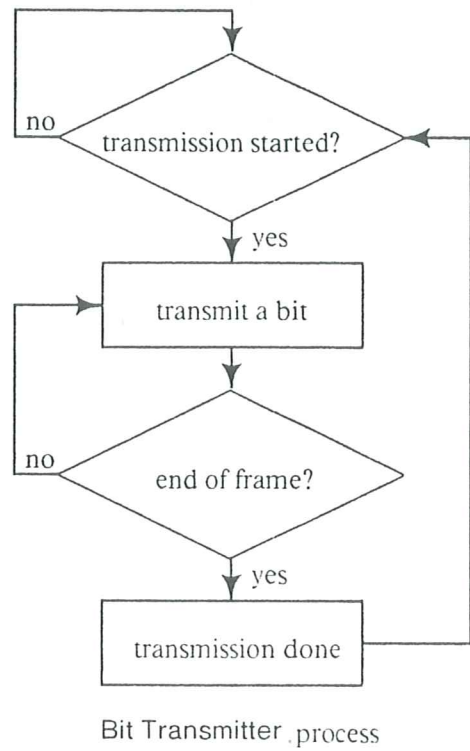 no
transmission started?
yes
transmit a bit
no
end of frame?
yes
transmission done
Bit Transmitter process